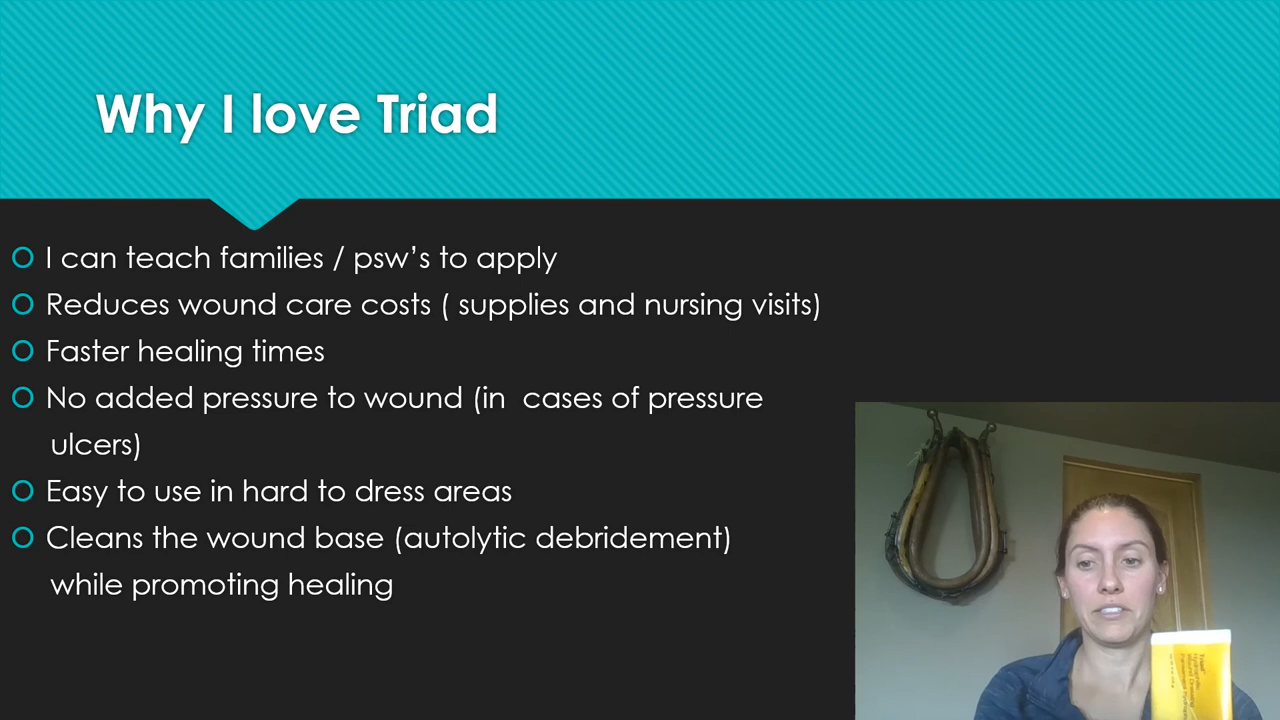 Why I love Triad
I can teach families / psw's to apply
Reduces wound care costs ( supplies and nursing visits)
Faster healing times
No added pressure to wound (in  cases of pressure
ulcers)
Easy to use in hard to dress areas
Cleans the wound base (autolytic debridement)
while promoting healing
Triad